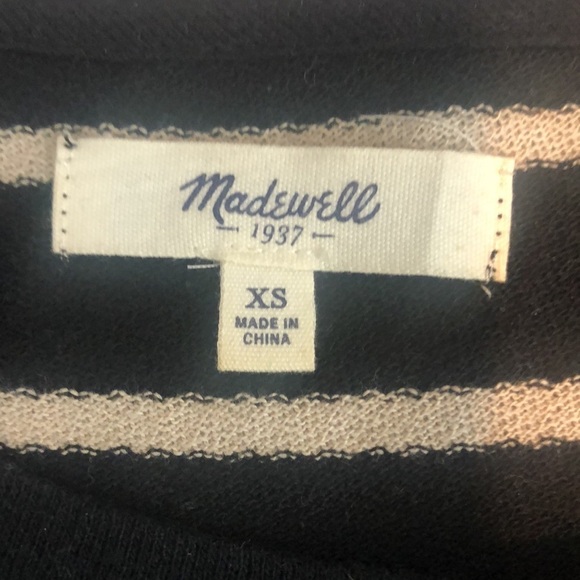 Madewell
— 1937 —
XS
MADE IN
CHINA